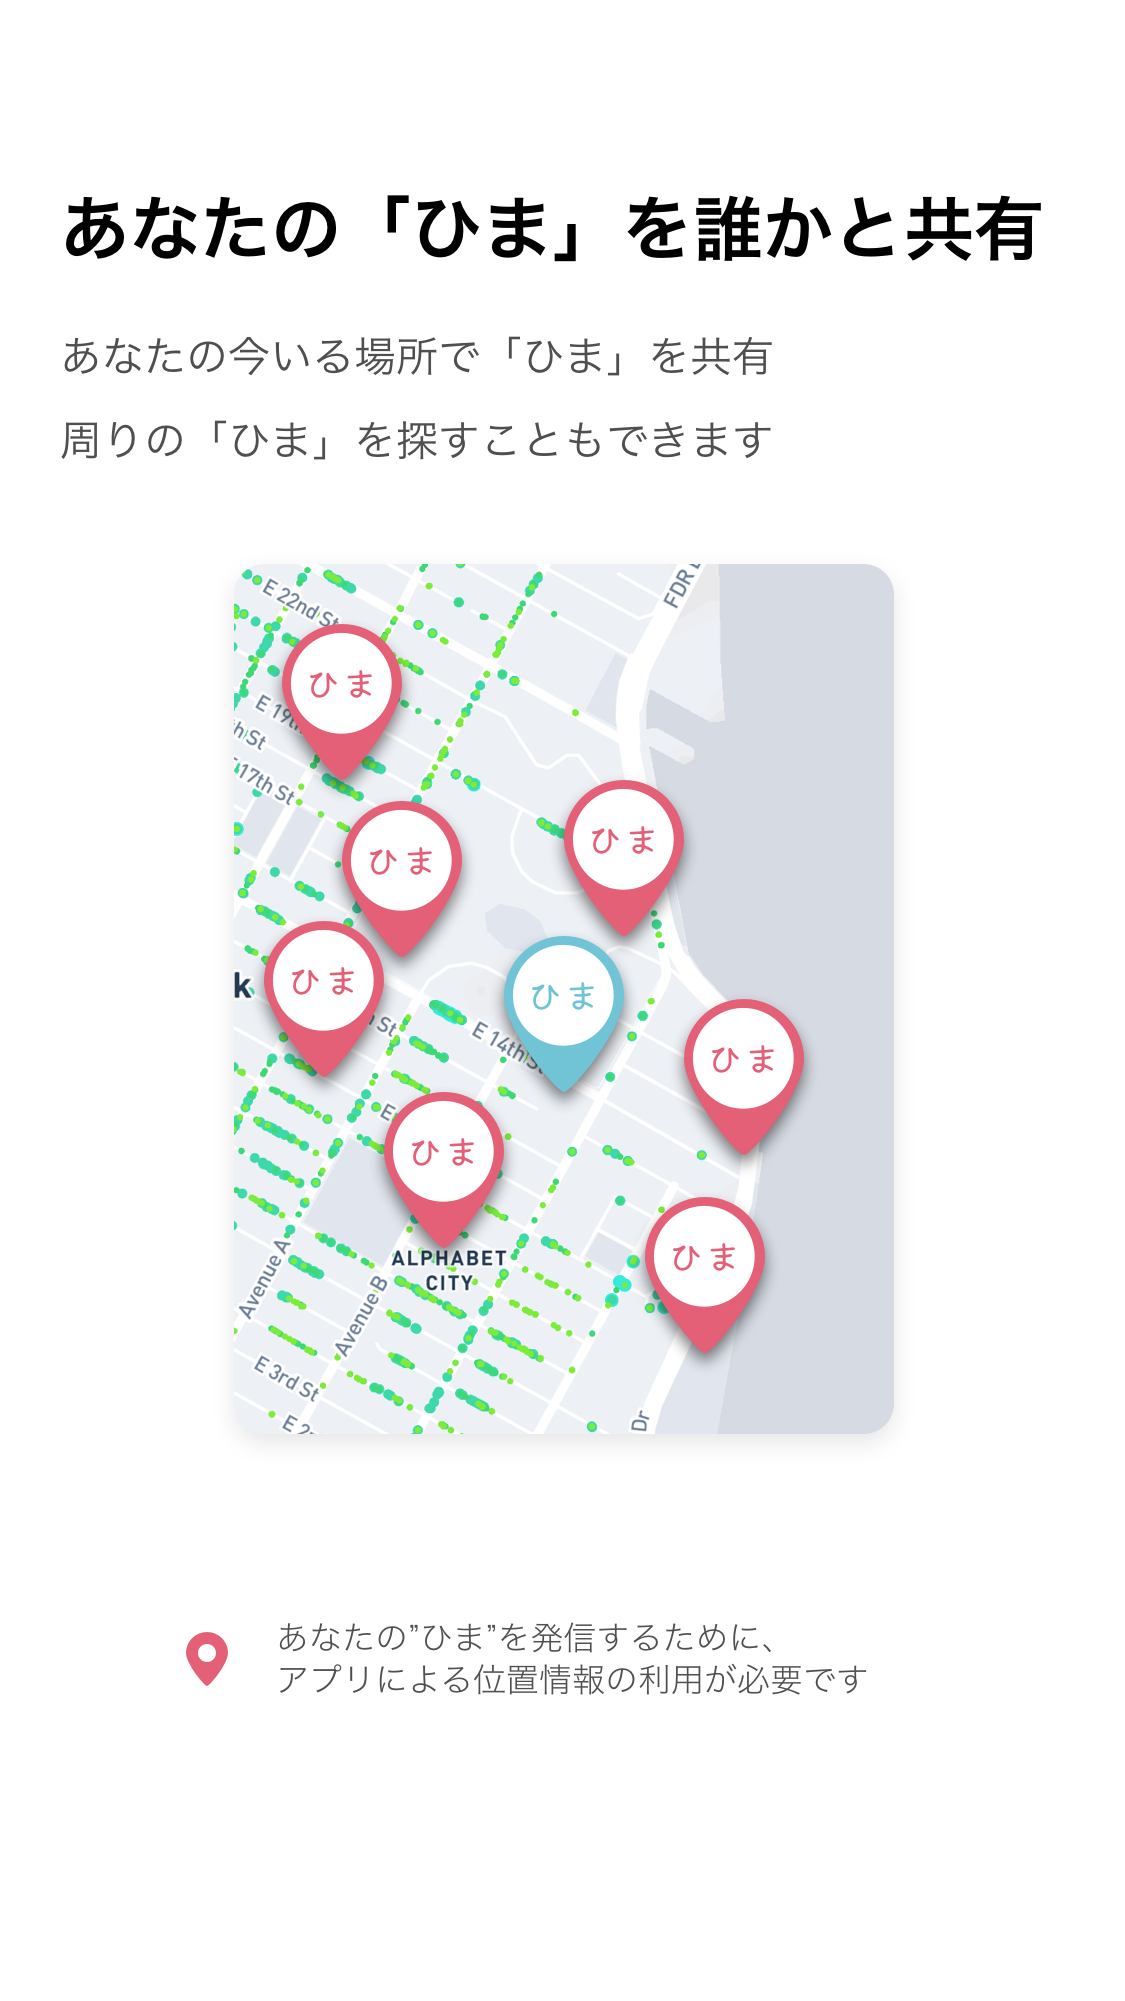 あなたの「ひま」を誰かと共有
あなたの今いる場所で「ひま」を共有
周りの「ひま」を探すこともできます
FDR
E 22nd St
ひま
E 19th
St
17th St
ひま
ひま
ひま
k
ひま
St
E 14th St
ひま
E
ひま
ひま
ALPHABET
CITY
Avenue A
Avenue B
E 3rd St
Dr
あなたの”ひま”を発信するために、
アプリによる位置情報の利用が必要です